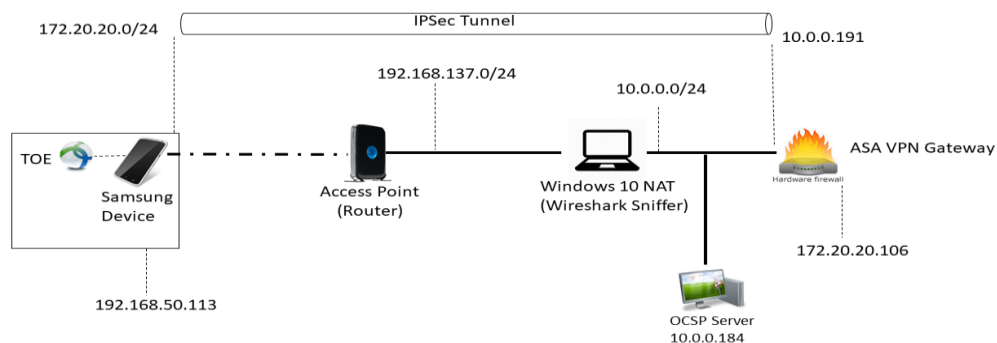 IPSec Tunnel
172.20.20.0/24
10.0.0.191
192.168.137.0/24
10.0.0.0/24
TOE
ASA VPN Gateway
Hardware firewall
Samsung
Device
Access Point
(Router)
Windows 10 NAT
(Wireshark Sniffer)
172.20.20.106
192.168.50.113
OCSP Server
10.0.0.184